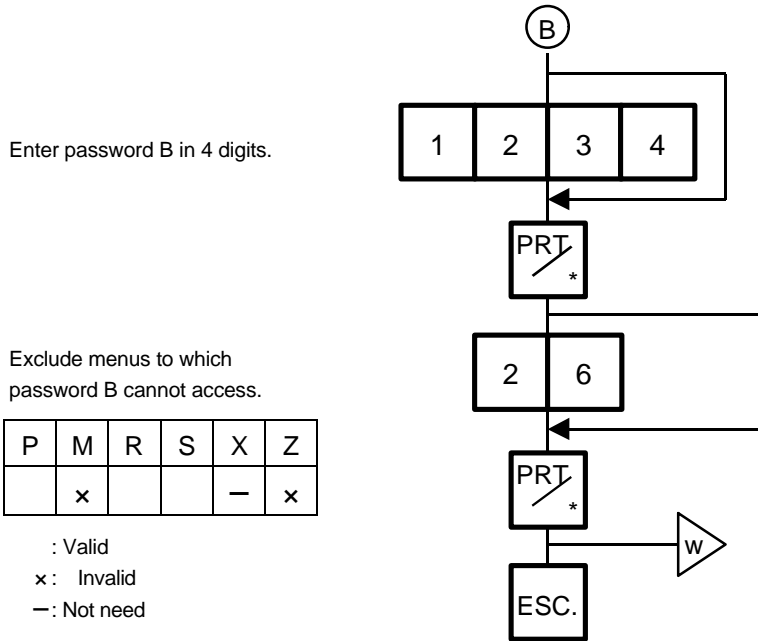 B
Enter password B in 4 digits.
1 2 3 4
PRT
*
Exclude menus to which
password B cannot access.
2 6
P M R S X Z
× − ×
PRT
*
: Valid
w
×: Invalid
ESC.
−: Not need